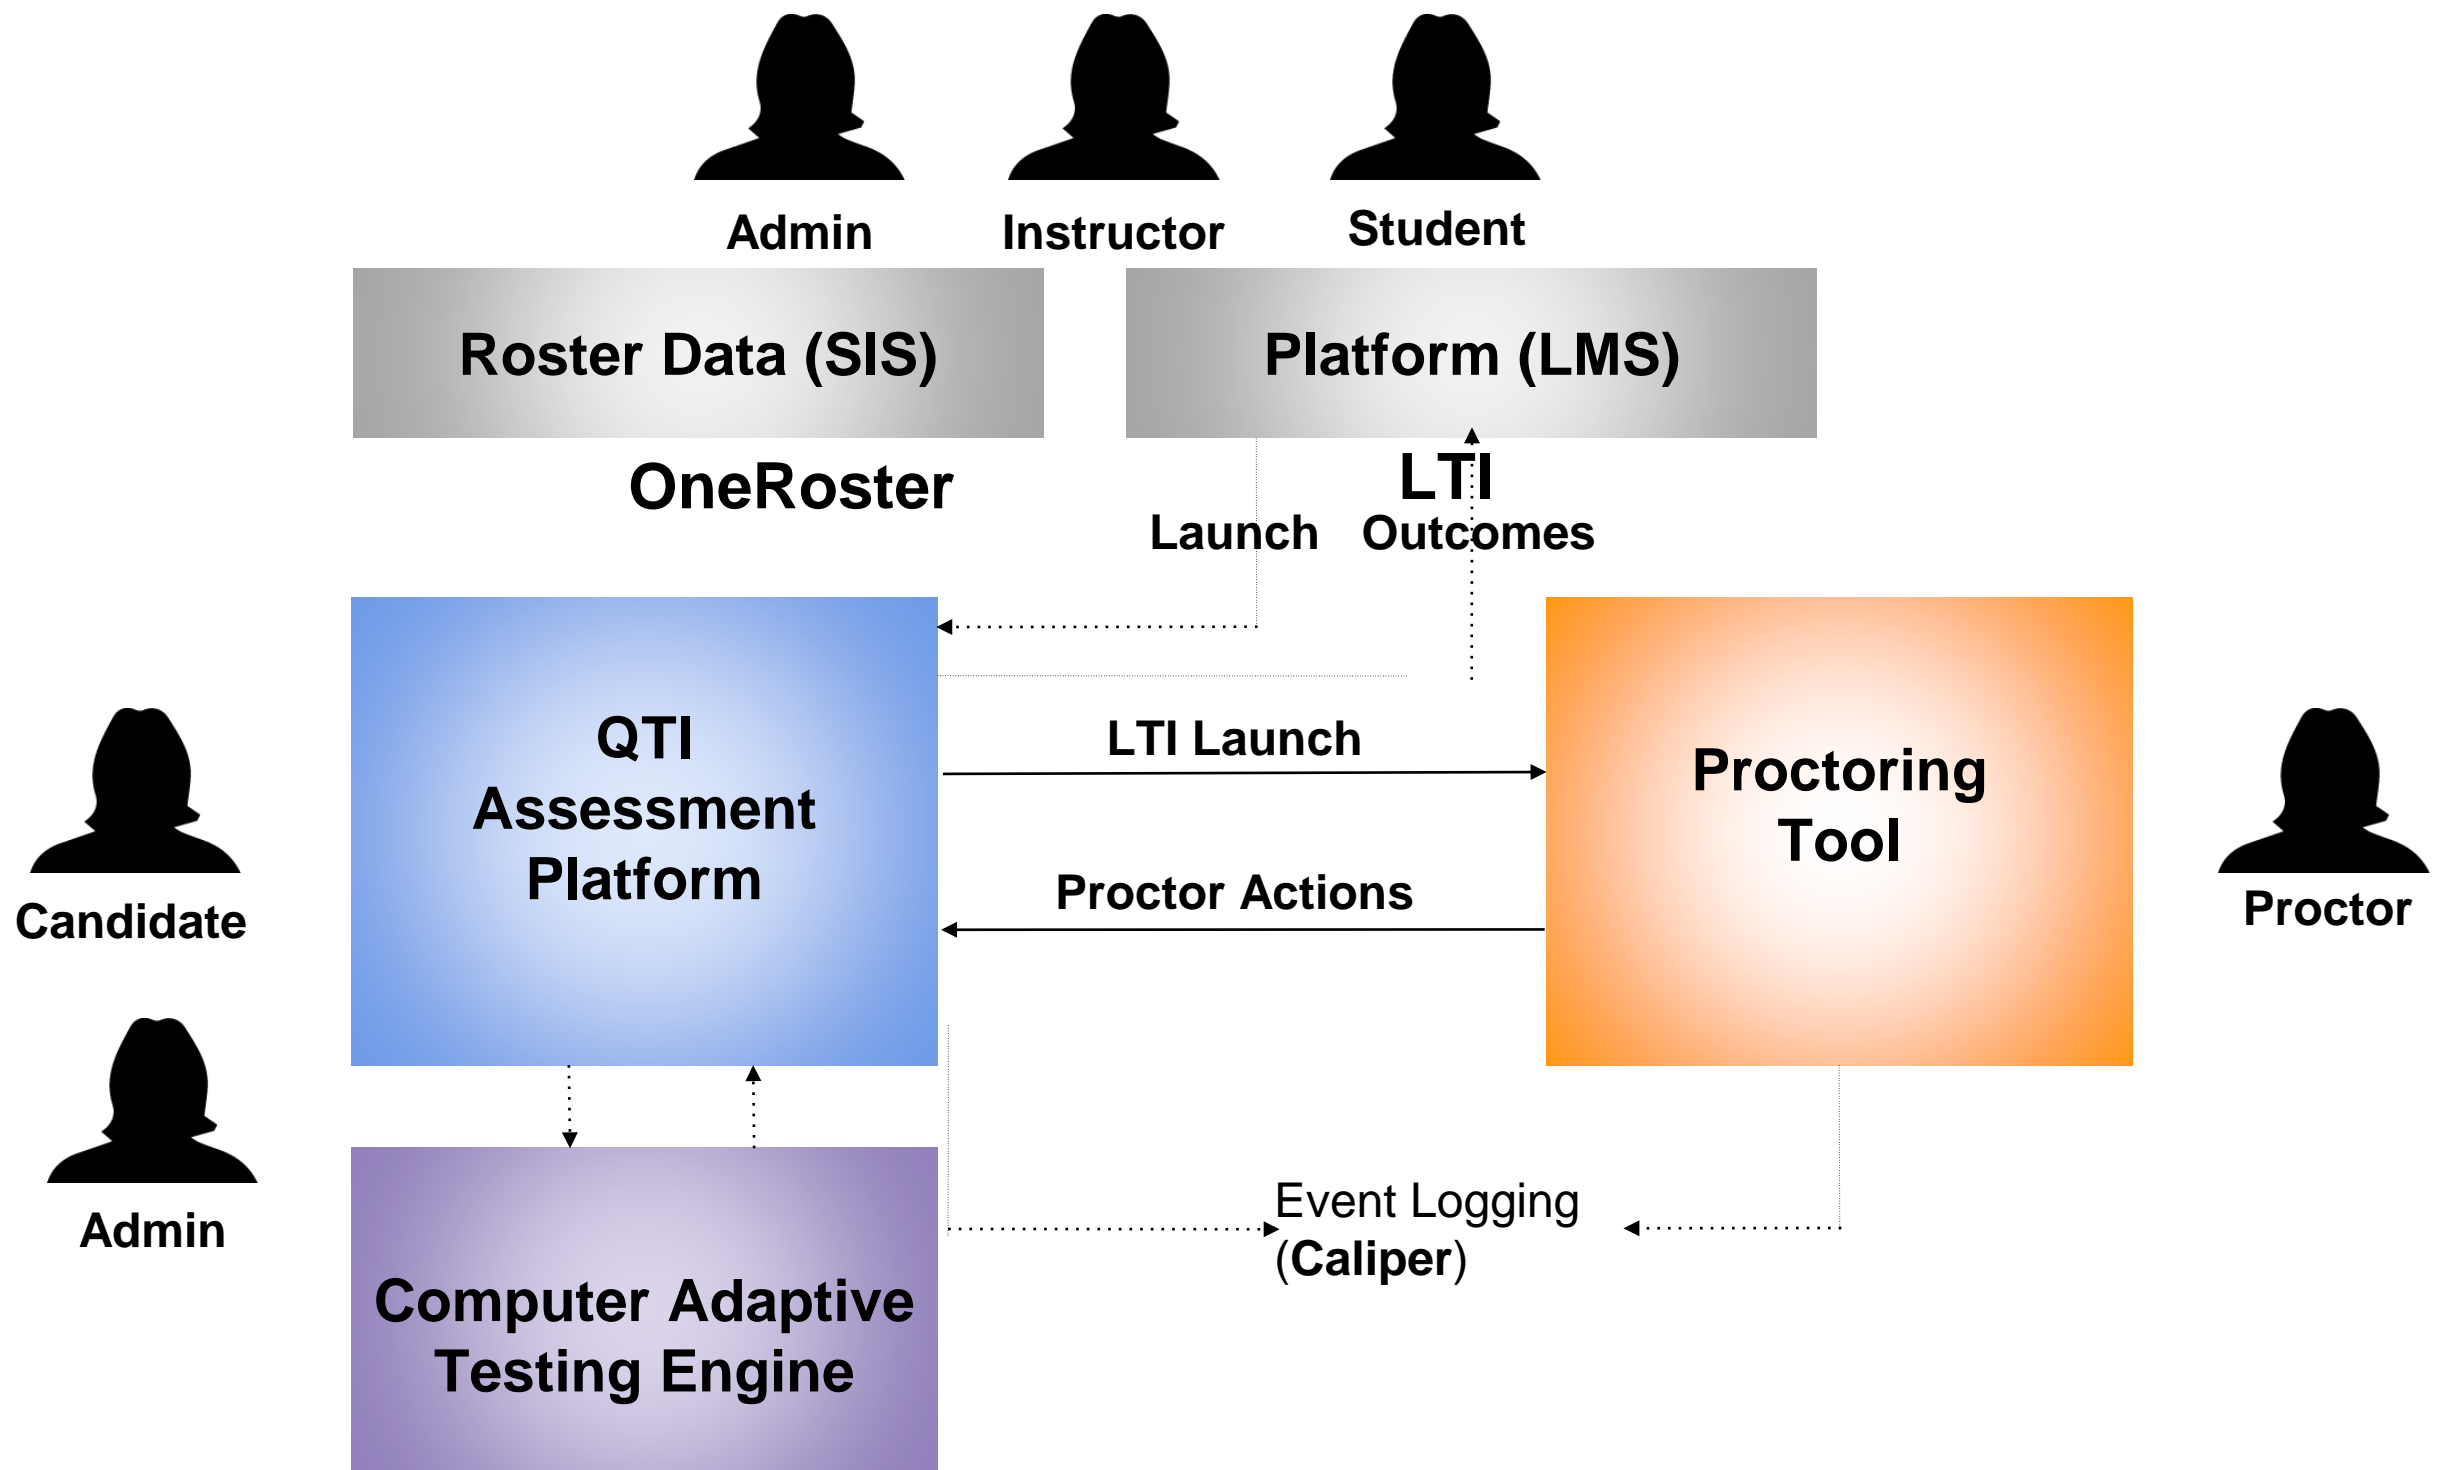 Admin
Instructor
Student
Roster Data (SIS)
Platform (LMS)
OneRoster
LTI
Launch
Outcomes
QTI
Assessment
Platform
LTI Launch
Proctor Actions
Proctoring
Tool
Candidate
Proctor
Admin
Event Logging
(Caliper)
Computer Adaptive
Testing Engine